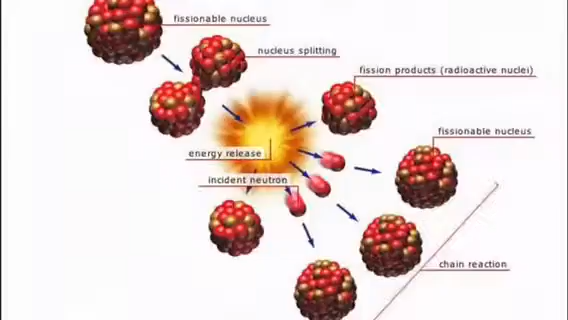 fissionable nucleus
nucleus splitting
fission products (radioactive nuclei)
fissionable nucleus
energy release
incident neutron
chain reaction